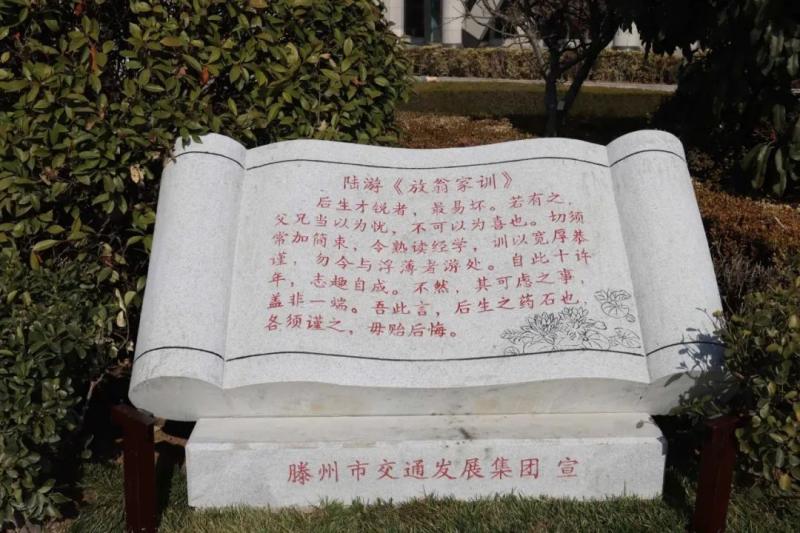 陆游《放翁家训》
后生才锐者，最易坏。若有之，
父兄当以为忧，不可以为喜也。切须
常加简束，令熟读经学，训以宽厚恭
谨，勿令与浮薄者游处。自此十许
年，志趣自成。不然，其可虑之事，
盖非一端。吾此言，后生之药石也，
各须谨之，毋贻后悔。
滕州市交通发展集团 宣